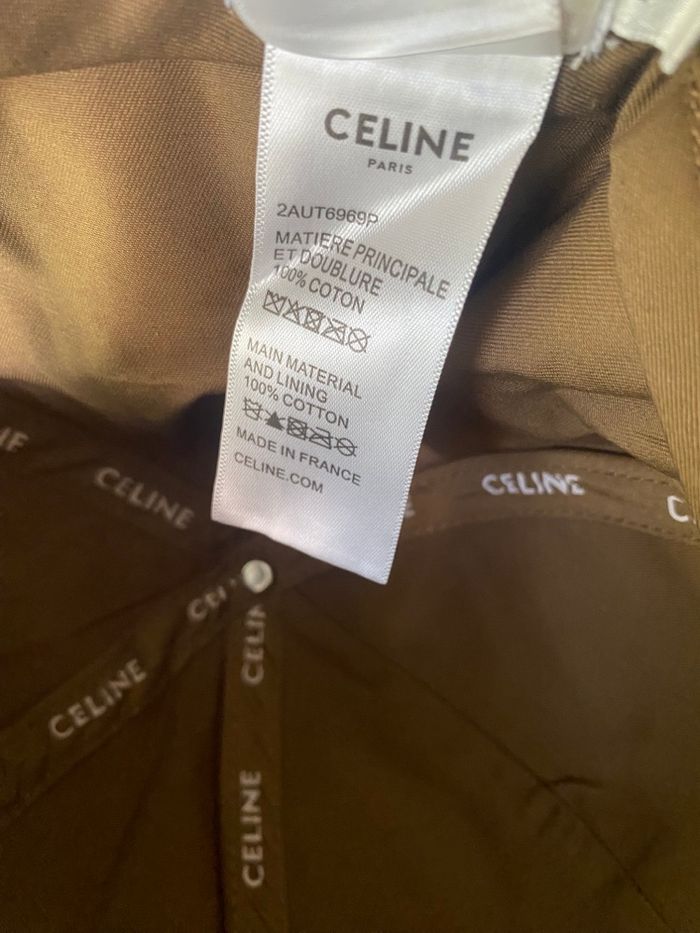 CELINE
PARIS
2AUT6969P
MATIERE PRINCIPALE
ET DOUBLURE
100% COTON
MAIN MATERIAL
AND LINING
100% COTTON
MADE IN FRANCE
CELINE.COM
CELINE
CELINE
CELINE
CELINE